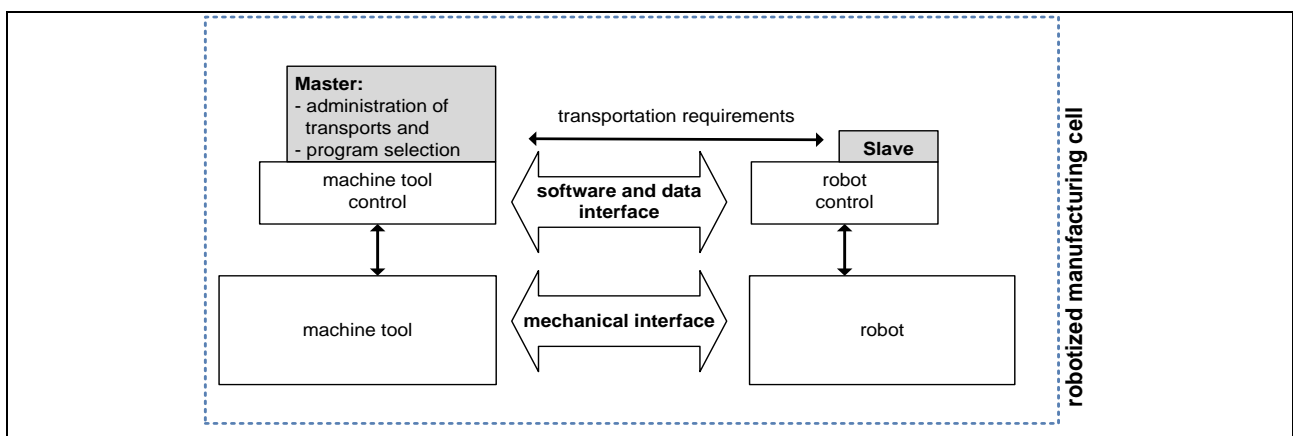 Master:
- administration of
transports and
- program selection
machine tool
control
transportation requirements
software and data
interface
Slave
robot
control
machine tool
mechanical interface
robot
robotized manufacturing cell